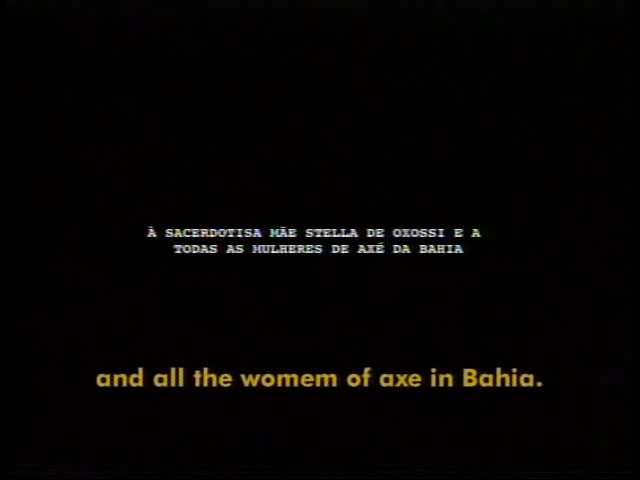 À SACERDOTISA MÃE STELLA DE OXOSSI E A
TODAS AS MULHERES DE AXÉ DA BAHIA
and all the womem of axe in Bahia.